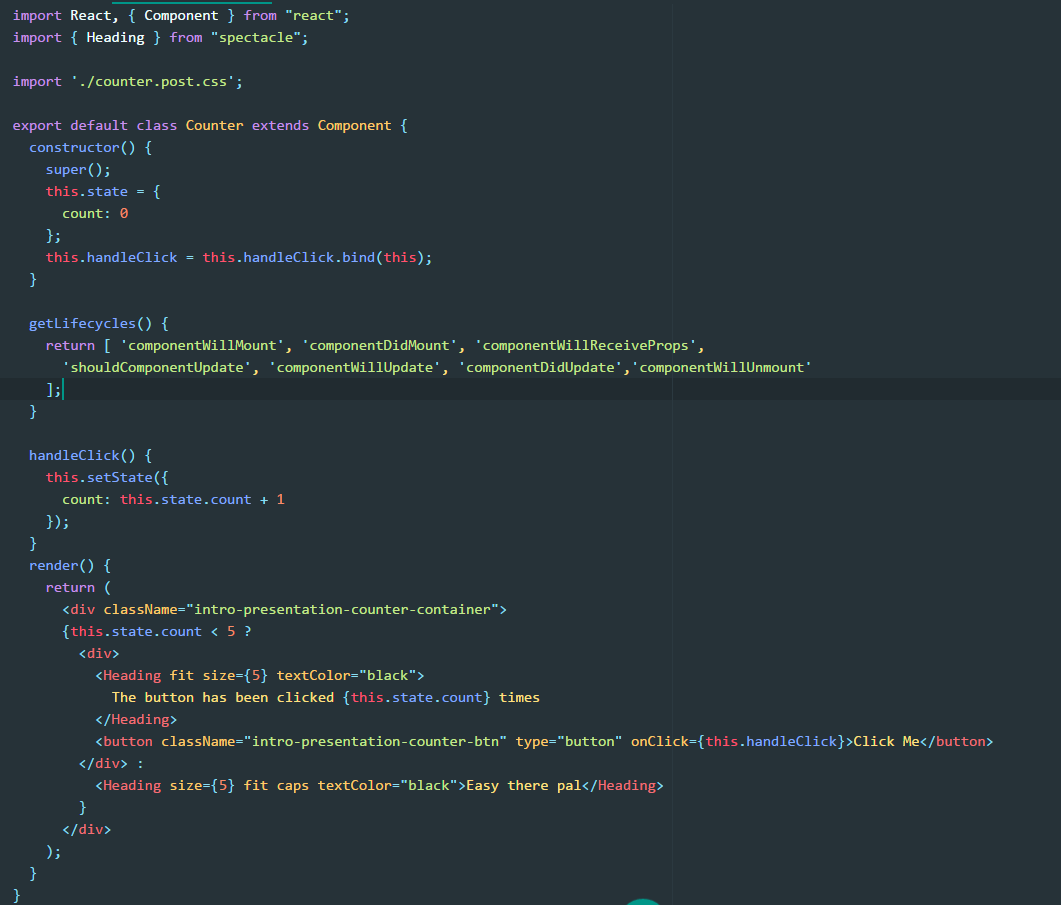 import React, { Component } from "react";
import { Heading } from "spectacle";
import './counter.post.css';
export default class Counter extends Component {
constructor() {
super();
this.state = {
count: 0
};
this.handleClick = this.handleClick.bind(this);
}
getLifecycles() {
return [ 'componentWillMount', 'componentDidMount', 'componentWillReceiveProps',
'shouldComponentUpdate', 'componentWillUpdate', 'componentDidUpdate','componentWillUnmount'
];
}
handleClick() {
this.setState({
count: this.state.count + 1
});
}
render() {
return (
<div className="intro-presentation-counter-container">
{this.state.count < 5 ?
<div>
<Heading fit size={5} textColor="black">
The button has been clicked {this.state.count} times
</Heading>
<button className="intro-presentation-counter-btn" type="button" onClick={this.handleClick}>Click Me</button>
</div> :
<Heading size={5} fit caps textColor="black">Easy there pal</Heading>
}
</div>
);
}
}